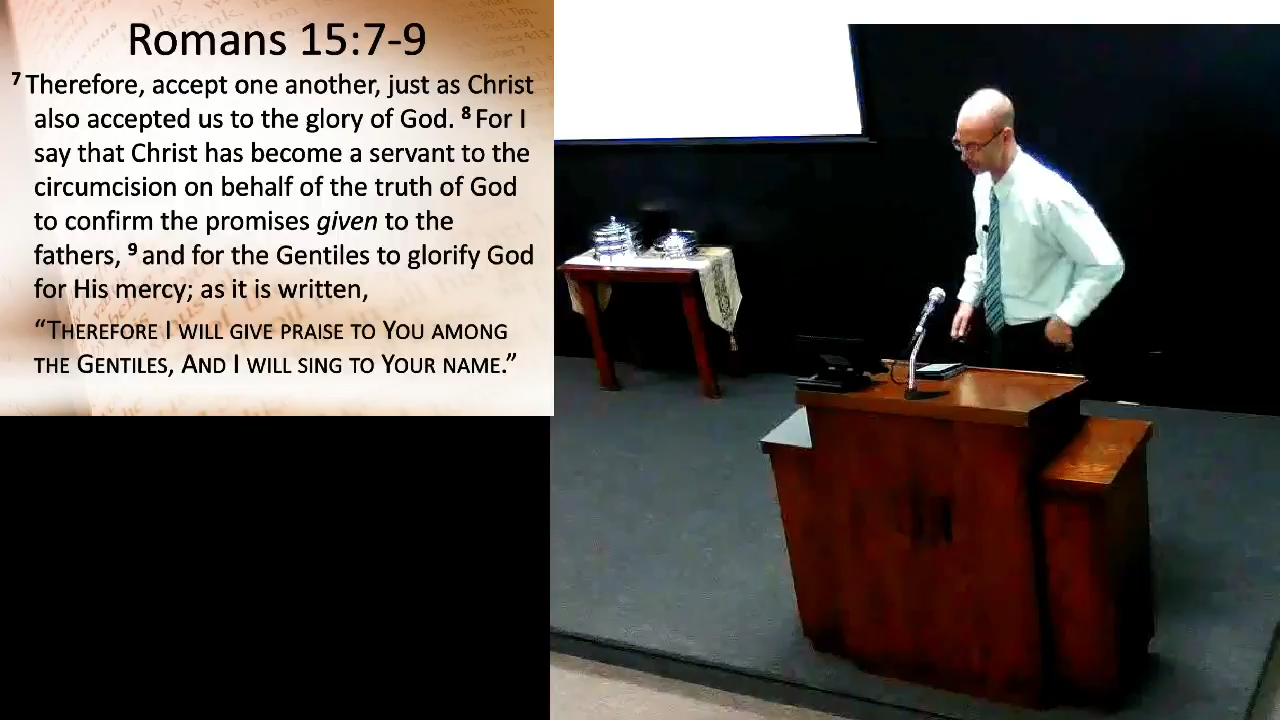 Romans 15:7-9
7 Therefore, accept one another, just as Christ
also accepted us to the glory of God. 8 For I
say that Christ has become a servant to the
circumcision on behalf of the truth of God
to confirm the promises given to the
fathers, 9 and for the Gentiles to glorify God
for His mercy; as it is written,
“THEREFORE I WILL GIVE PRAISE TO YOU AMONG
THE GENTILES, AND I WILL SING TO YOUR NAME.”